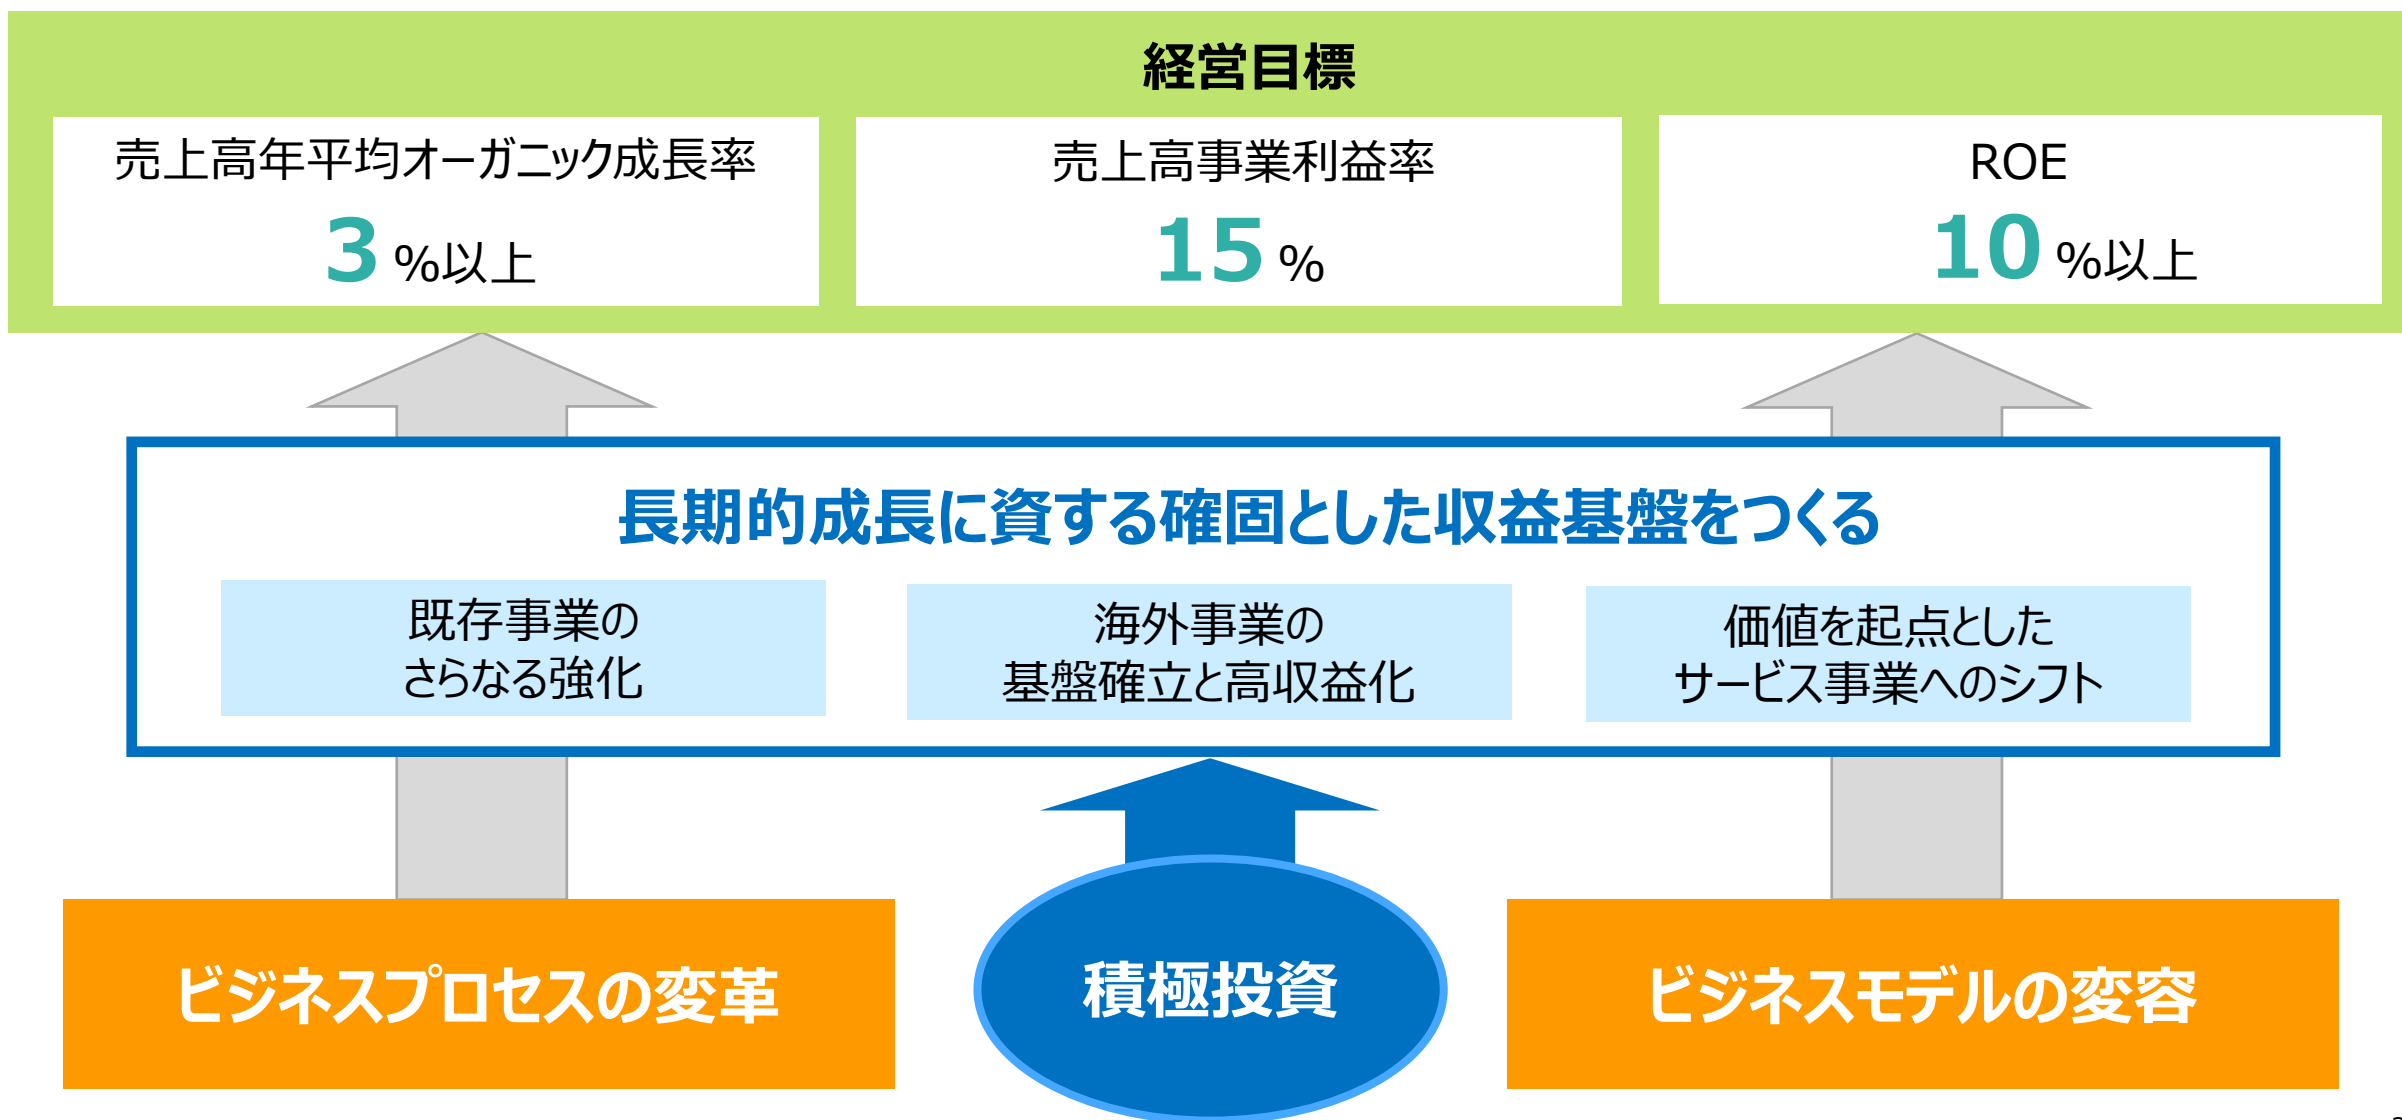 経営目標
売上高年平均オーガニック成長率
3 %以上
売上高事業利益率
15 %
ROE
10 %以上
長期的成長に資する確固とした収益基盤をつくる
既存事業の
さらなる強化
海外事業の
基盤確立と高収益化
価値を起点とした
サービス事業へのシフト
ビジネスプロセスの変革
積極投資
ビジネスモデルの変容